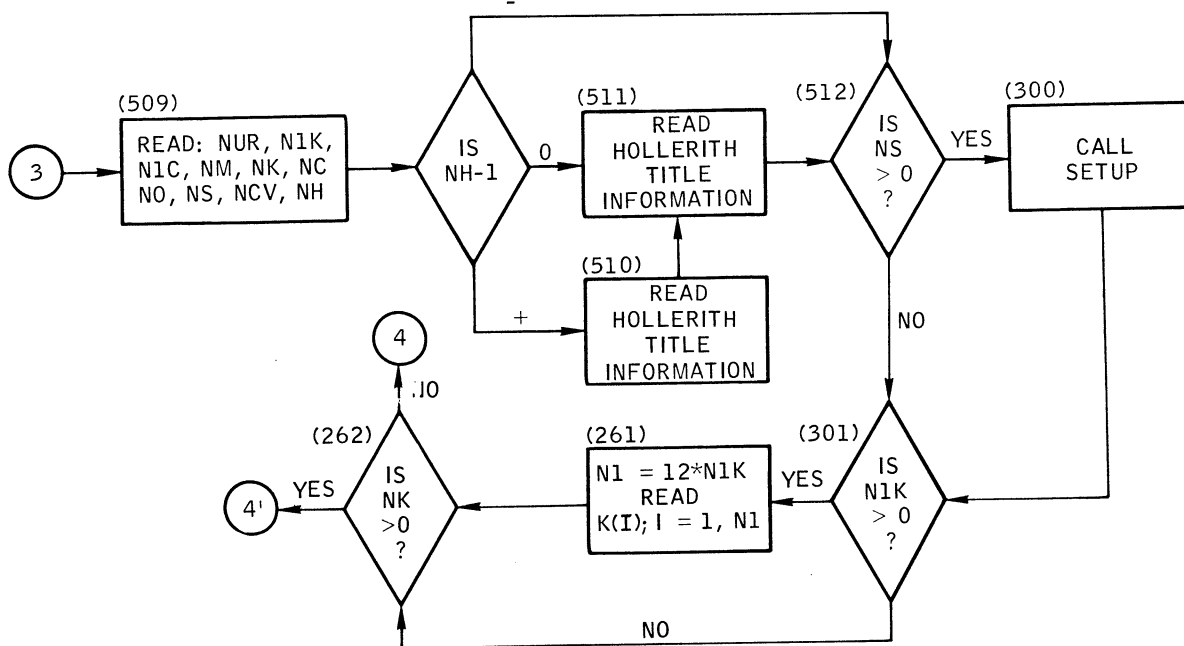 -
(509)
READ: NUR, N1K,
N1C, NM, NK, NC
NO, NS, NCV, NH
3
IS
NH-1
0
+
(511)
READ
HOLLERITH
TITLE
INFORMATION
(510)
READ
HOLLERITH
TITLE
INFORMATION
(512)
IS
NS
> 0
?
YES
NO
(300)
CALL
SETUP
(301)
IS
N1K
> 0
?
YES
NO
(261)
N1 = 12*N1K
READ
K(I); I = 1, N1
(262)
IS
NK
>0
?
NO
4
YES
4'